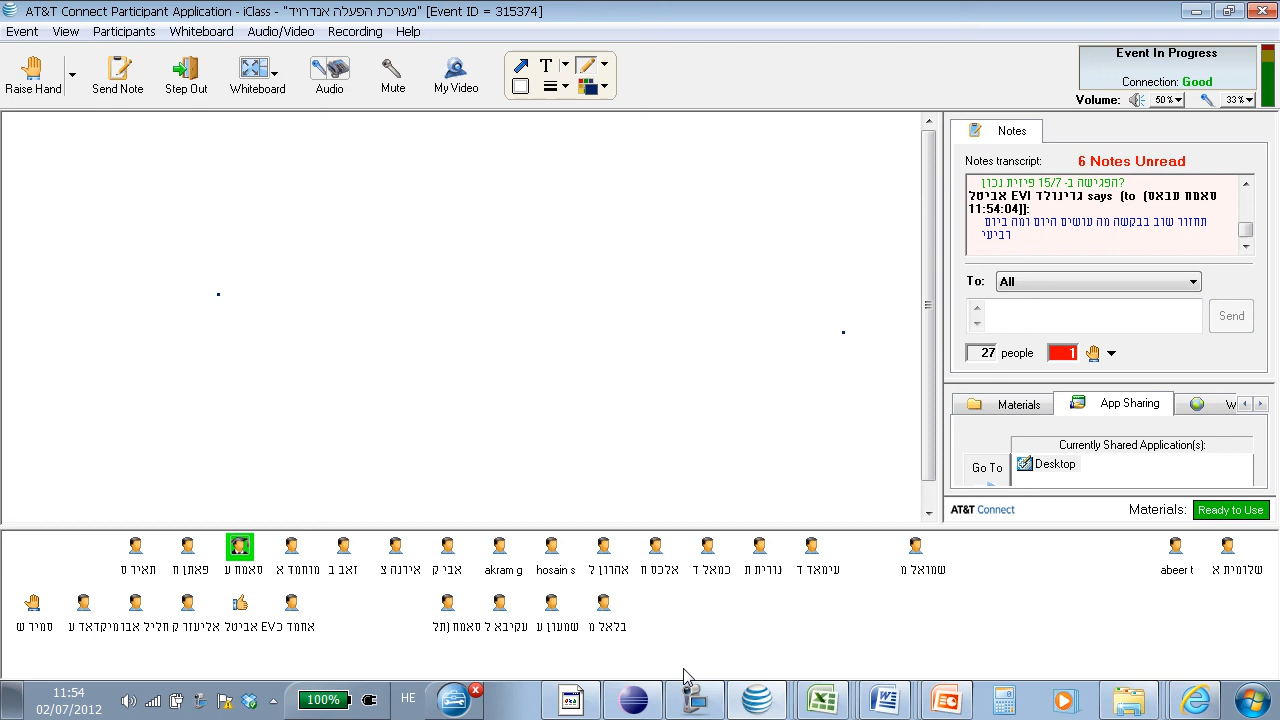 AT&T Connect Participant Application - iClass - "מערכת הפעלה אנדרויד" [Event ID = 315374]
Event View Participants Whiteboard Audio/Video Recording Help
Raise Hand Send Note Step Out Whiteboard Audio Mute My Video
T
Event In Progress
Connection: Good
Volume: 50% 33%
Notes
Notes transcript: 6 Notes Unread
הפגישה ב- 15/7 פיזית נכון?
אביטל EVI גרינולד says (to סאמח עבאס)
11:54:04]]:
תחזור שוב בבקשה מה עושים היום ומה ביום
רביעי
To: All
Send
27 people 1
Materials App Sharing W
Currently Shared Application(s):
Go To Desktop
AT&T Connect Materials: Ready to Use
תאיר ס פאתן ח סאמח ע מוחמד א זאב ב אירנה צ אבי ק akram g hosain s אהרון ל אלכס ח כמאל ד נורית ת עימאד ד שמואל מ abeer t שלומית א
סמיר ש דאד ע חליל אבומיק אליעזר ק אביטל EV אחמד כ סאמח (תל עקיבא ל שמעון ע בלאל מ
11:54
02/07/2012
100%
HE